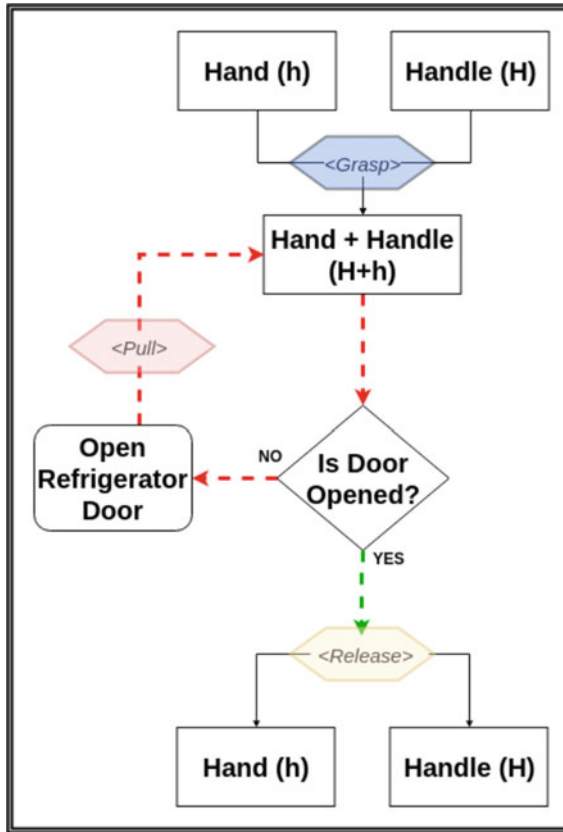 Hand (h)
Handle (H)
<Grasp>
Hand + Handle
(H+h)
<Pull>
Open
Refrigerator
Door
NO
Is Door
Opened?
YES
<Release>
Hand (h)
Handle (H)